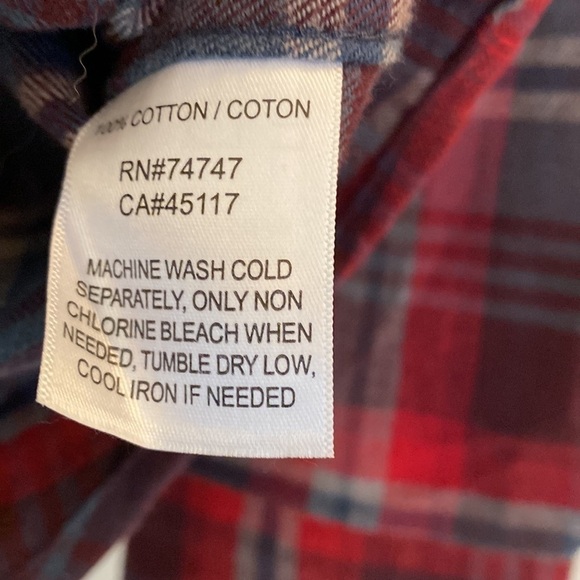 100% COTTON / COTON
RN#74747
CA#45117
MACHINE WASH COLD
SEPARATELY, ONLY NON
CHLORINE BLEACH WHEN
NEEDED, TUMBLE DRY LOW,
COOL IRON IF NEEDED